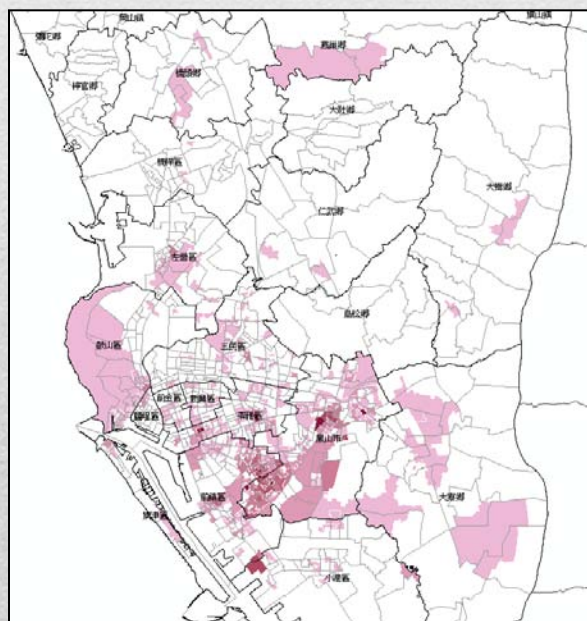 岡山鎮
旗山鎮
彌陀鄉
燕巢鄉
橋頭鄉
梓官鄉
大社鄉
楠梓區
大樹鄉
仁武鄉
左營區
鳥松鄉
鼓山區
三民區
前金區
新興區
鹽埕區
苓雅區
鳳山市
前鎮區
大寮鄉
旗津區
小港區